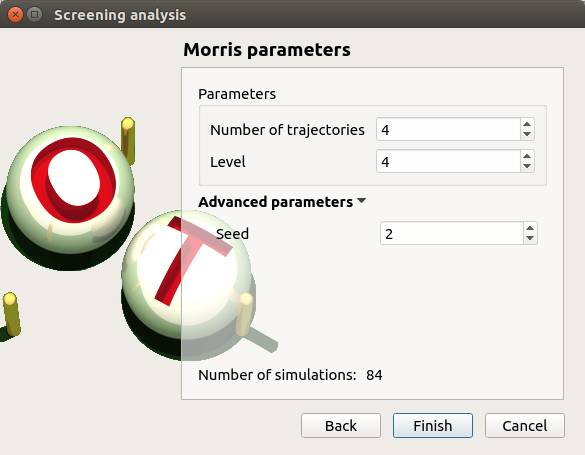 Screening analysis
Morris parameters
Parameters
Number of trajectories 4
Level 4
Advanced parameters
Seed 2
Number of simulations: 84
Back Finish Cancel
O
T